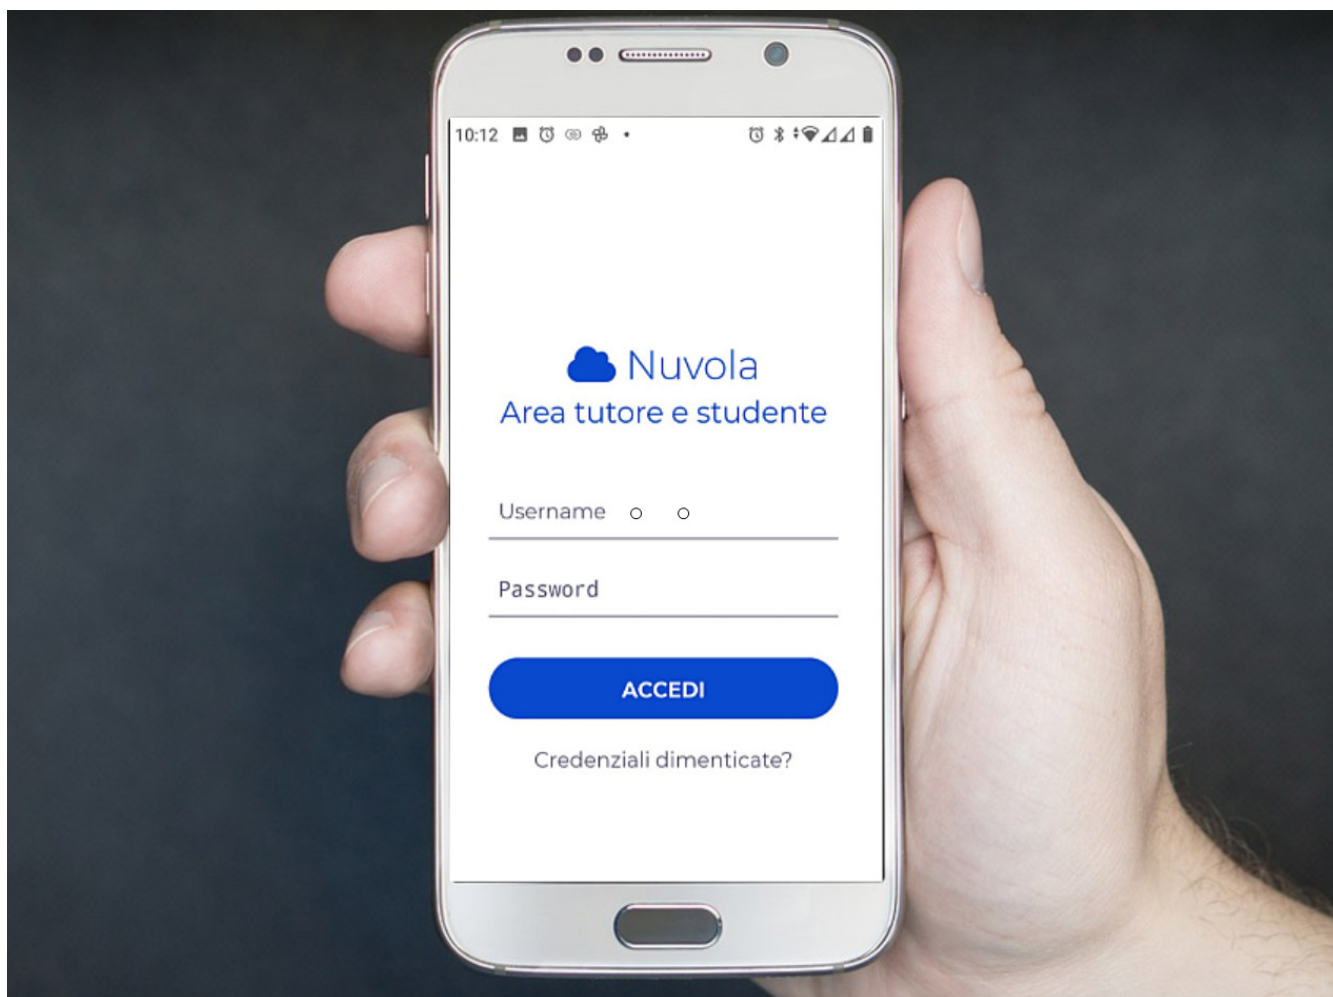 10:12
Nuvola
Area tutore e studente
Username
Password
ACCEDI
Credenziali dimenticate?